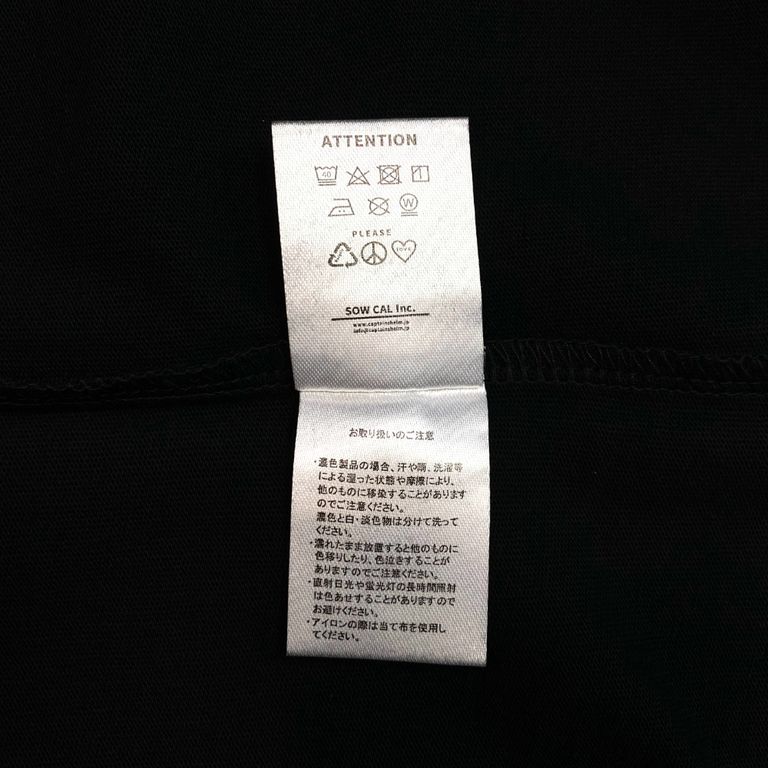 ATTENTION
40
W
PLEASE
LOVE
SOW CAL Inc.
www.captainshelm.jp
info@captainshelm.jp
お取り扱いのご注意
・濃色製品の場合、汗や雨、洗濯等
による湿った状態や摩擦により、
他のものに移染することがあります
のでご注意ください。
濃色と白・淡色物は分けて洗って
ください。
・濡れたまま放置すると他のものに
色移りしたり、色泣きすることが
ありますのでご注意ください。
・直射日光や蛍光灯の長時間照射
は色あせすることがありますので
お避けください。
・アイロンの際は当て布を使用し
てください。